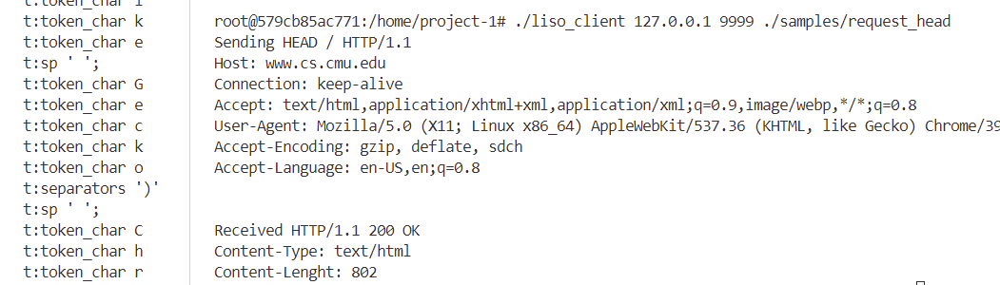 t:token_char k
t:token_char e
t:sp ' ';
t:token_char G
t:token_char e
t:token_char c
t:token_char k
t:token_char o
t:separators ')'
t:sp ' ';
t:token_char C
t:token_char h
t:token_char r
root@579cb85ac771:/home/project-1# ./liso_client 127.0.0.1 9999 ./samples/request_head
Sending HEAD / HTTP/1.1
Host: www.cs.cmu.edu
Connection: keep-alive
Accept: text/html,application/xhtml+xml,application/xml;q=0.9,image/webp,*/*;q=0.8
User-Agent: Mozilla/5.0 (X11; Linux x86_64) AppleWebKit/537.36 (KHTML, like Gecko) Chrome/39
Accept-Encoding: gzip, deflate, sdch
Accept-Language: en-US,en;q=0.8
Received HTTP/1.1 200 OK
Content-Type: text/html
Content-Lenght: 802